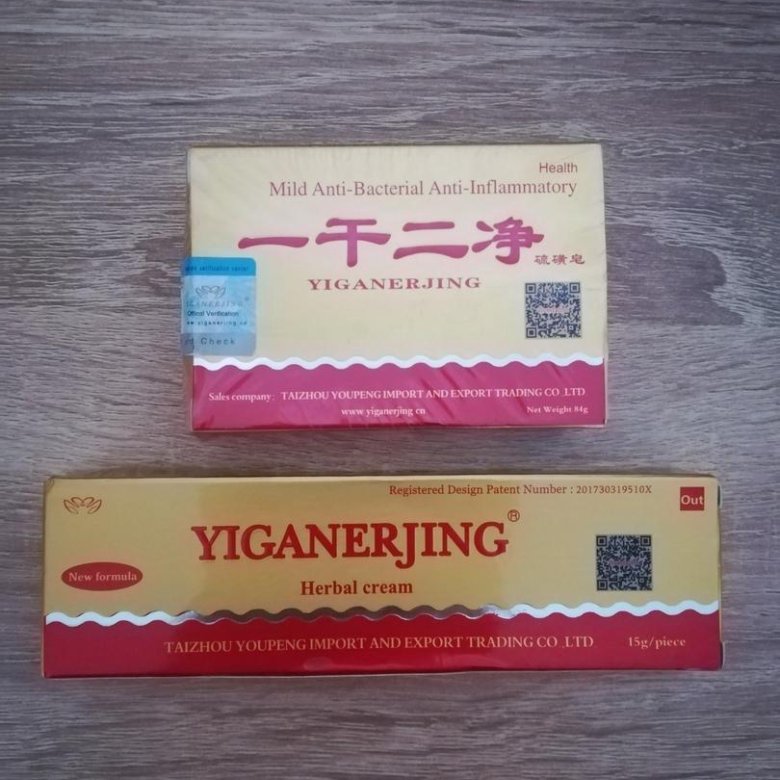 Health
Mild Anti-Bacterial Anti-Inflammatory
一干二净
硫磺皂
YIGANERJING
Offical Verification
Check
Sales company: TAIZHOU YOUPENG IMPORT AND EXPORT TRADING CO .LTD
www.yiganerjing.cn
Net Weight 84g
Registered Design Patent Number : 201730319510X
Out
YIGANERJING®
New formula
Herbal cream
TAIZHOU YOUPENG IMPORT AND EXPORT TRADING CO .LTD
15g/piece